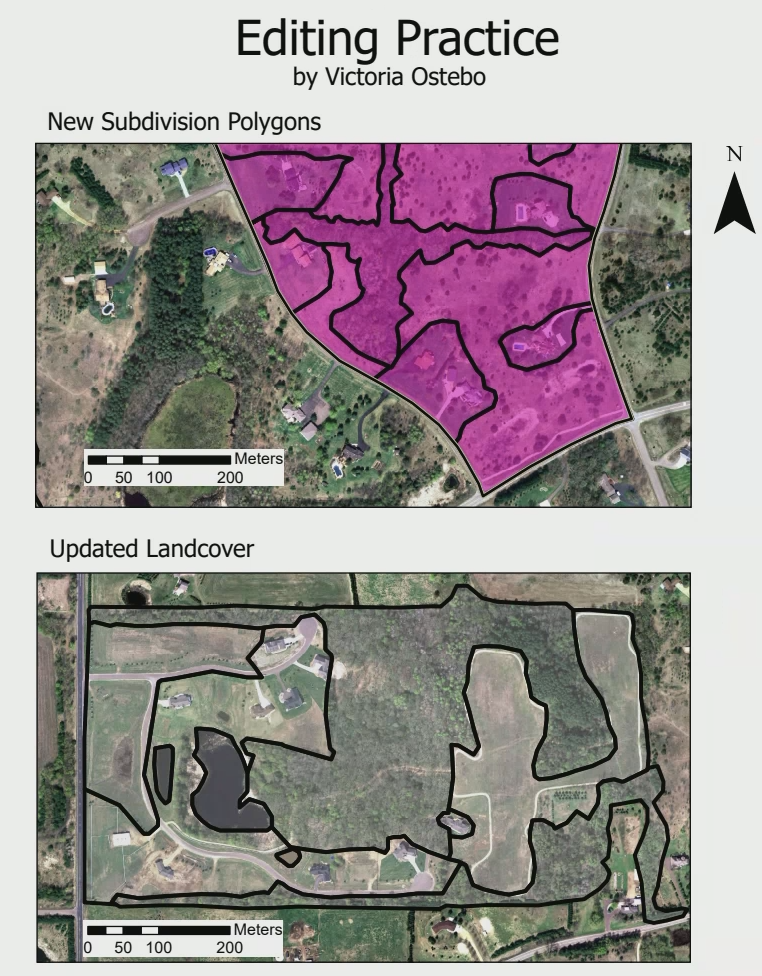 Editing Practice
by Victoria Ostebo
New Subdivision Polygons
N
Meters
0 50 100 200
Updated Landcover
Meters
0 50 100 200